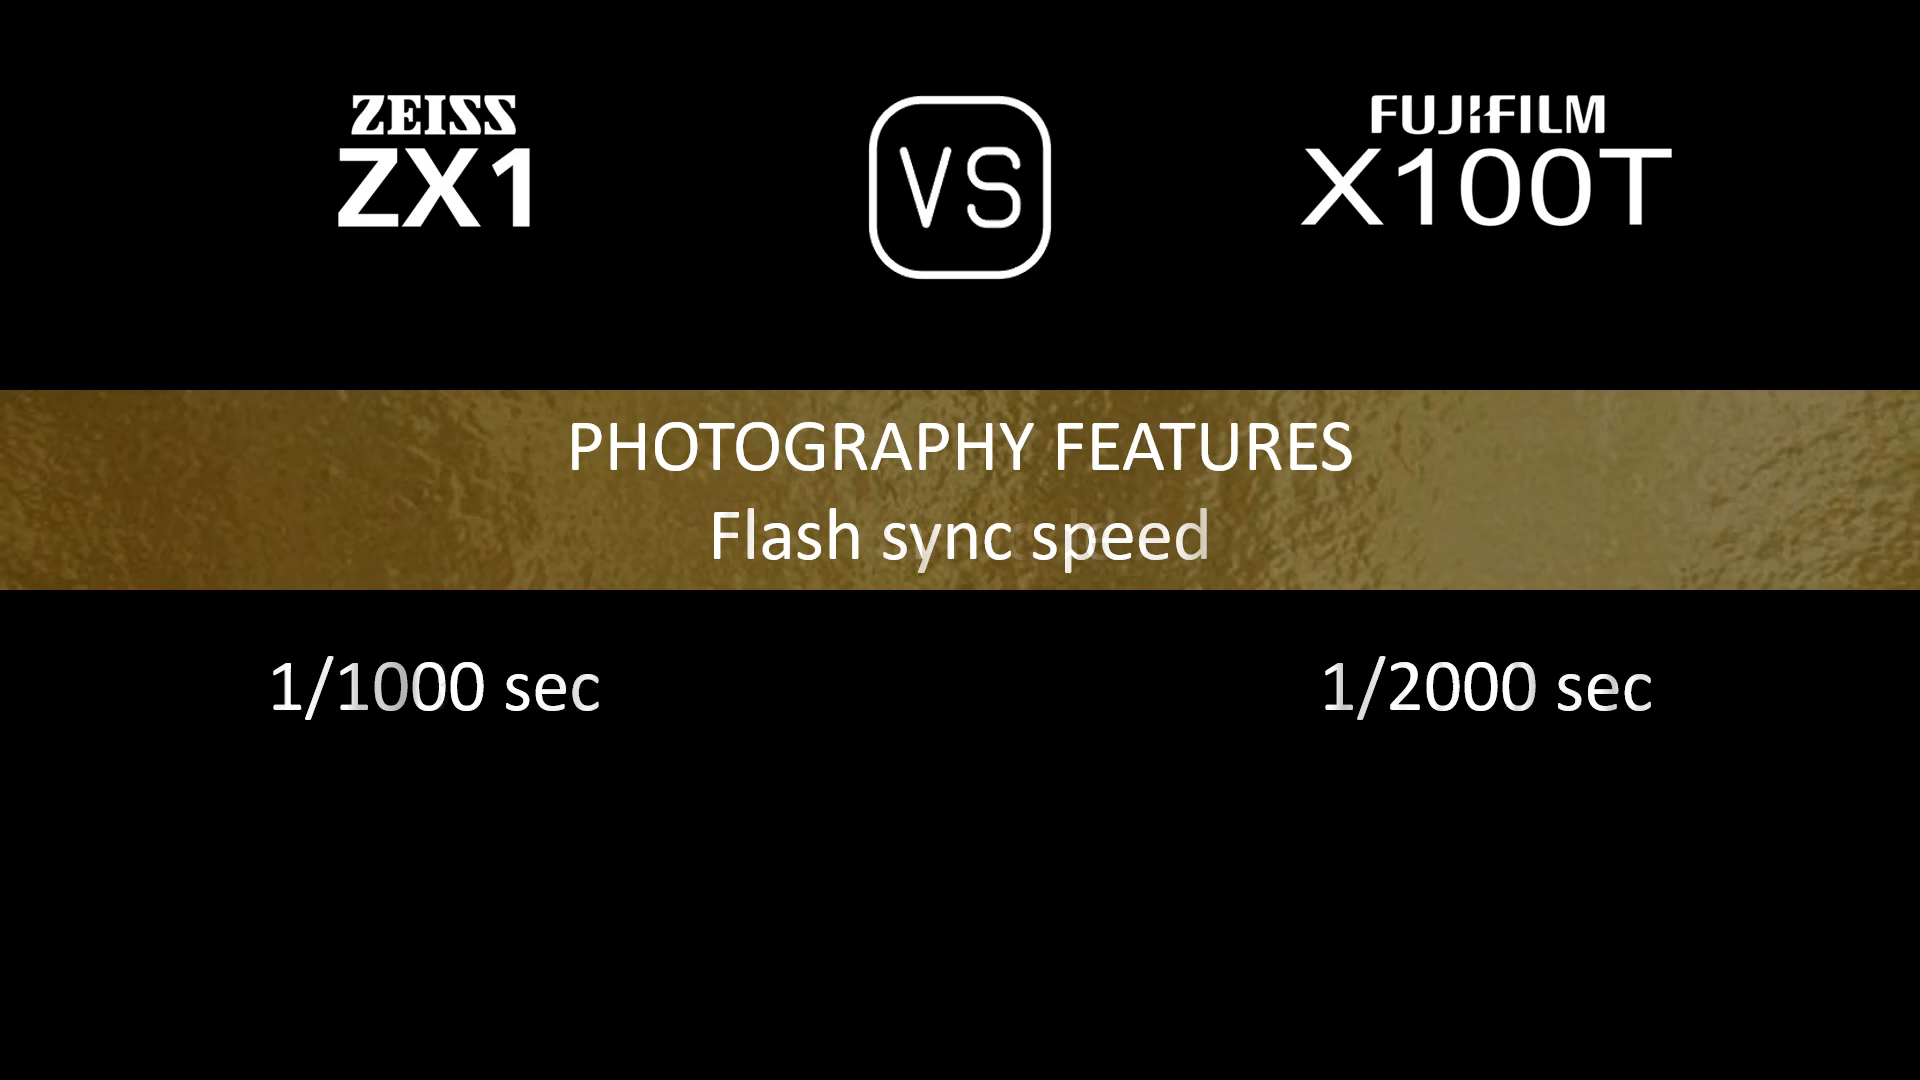 ZEISS
ZX1
VS
FUJIFILM
X100T
PHOTOGRAPHY FEATURES
Flash sync speed
1/1000 sec
1/2000 sec